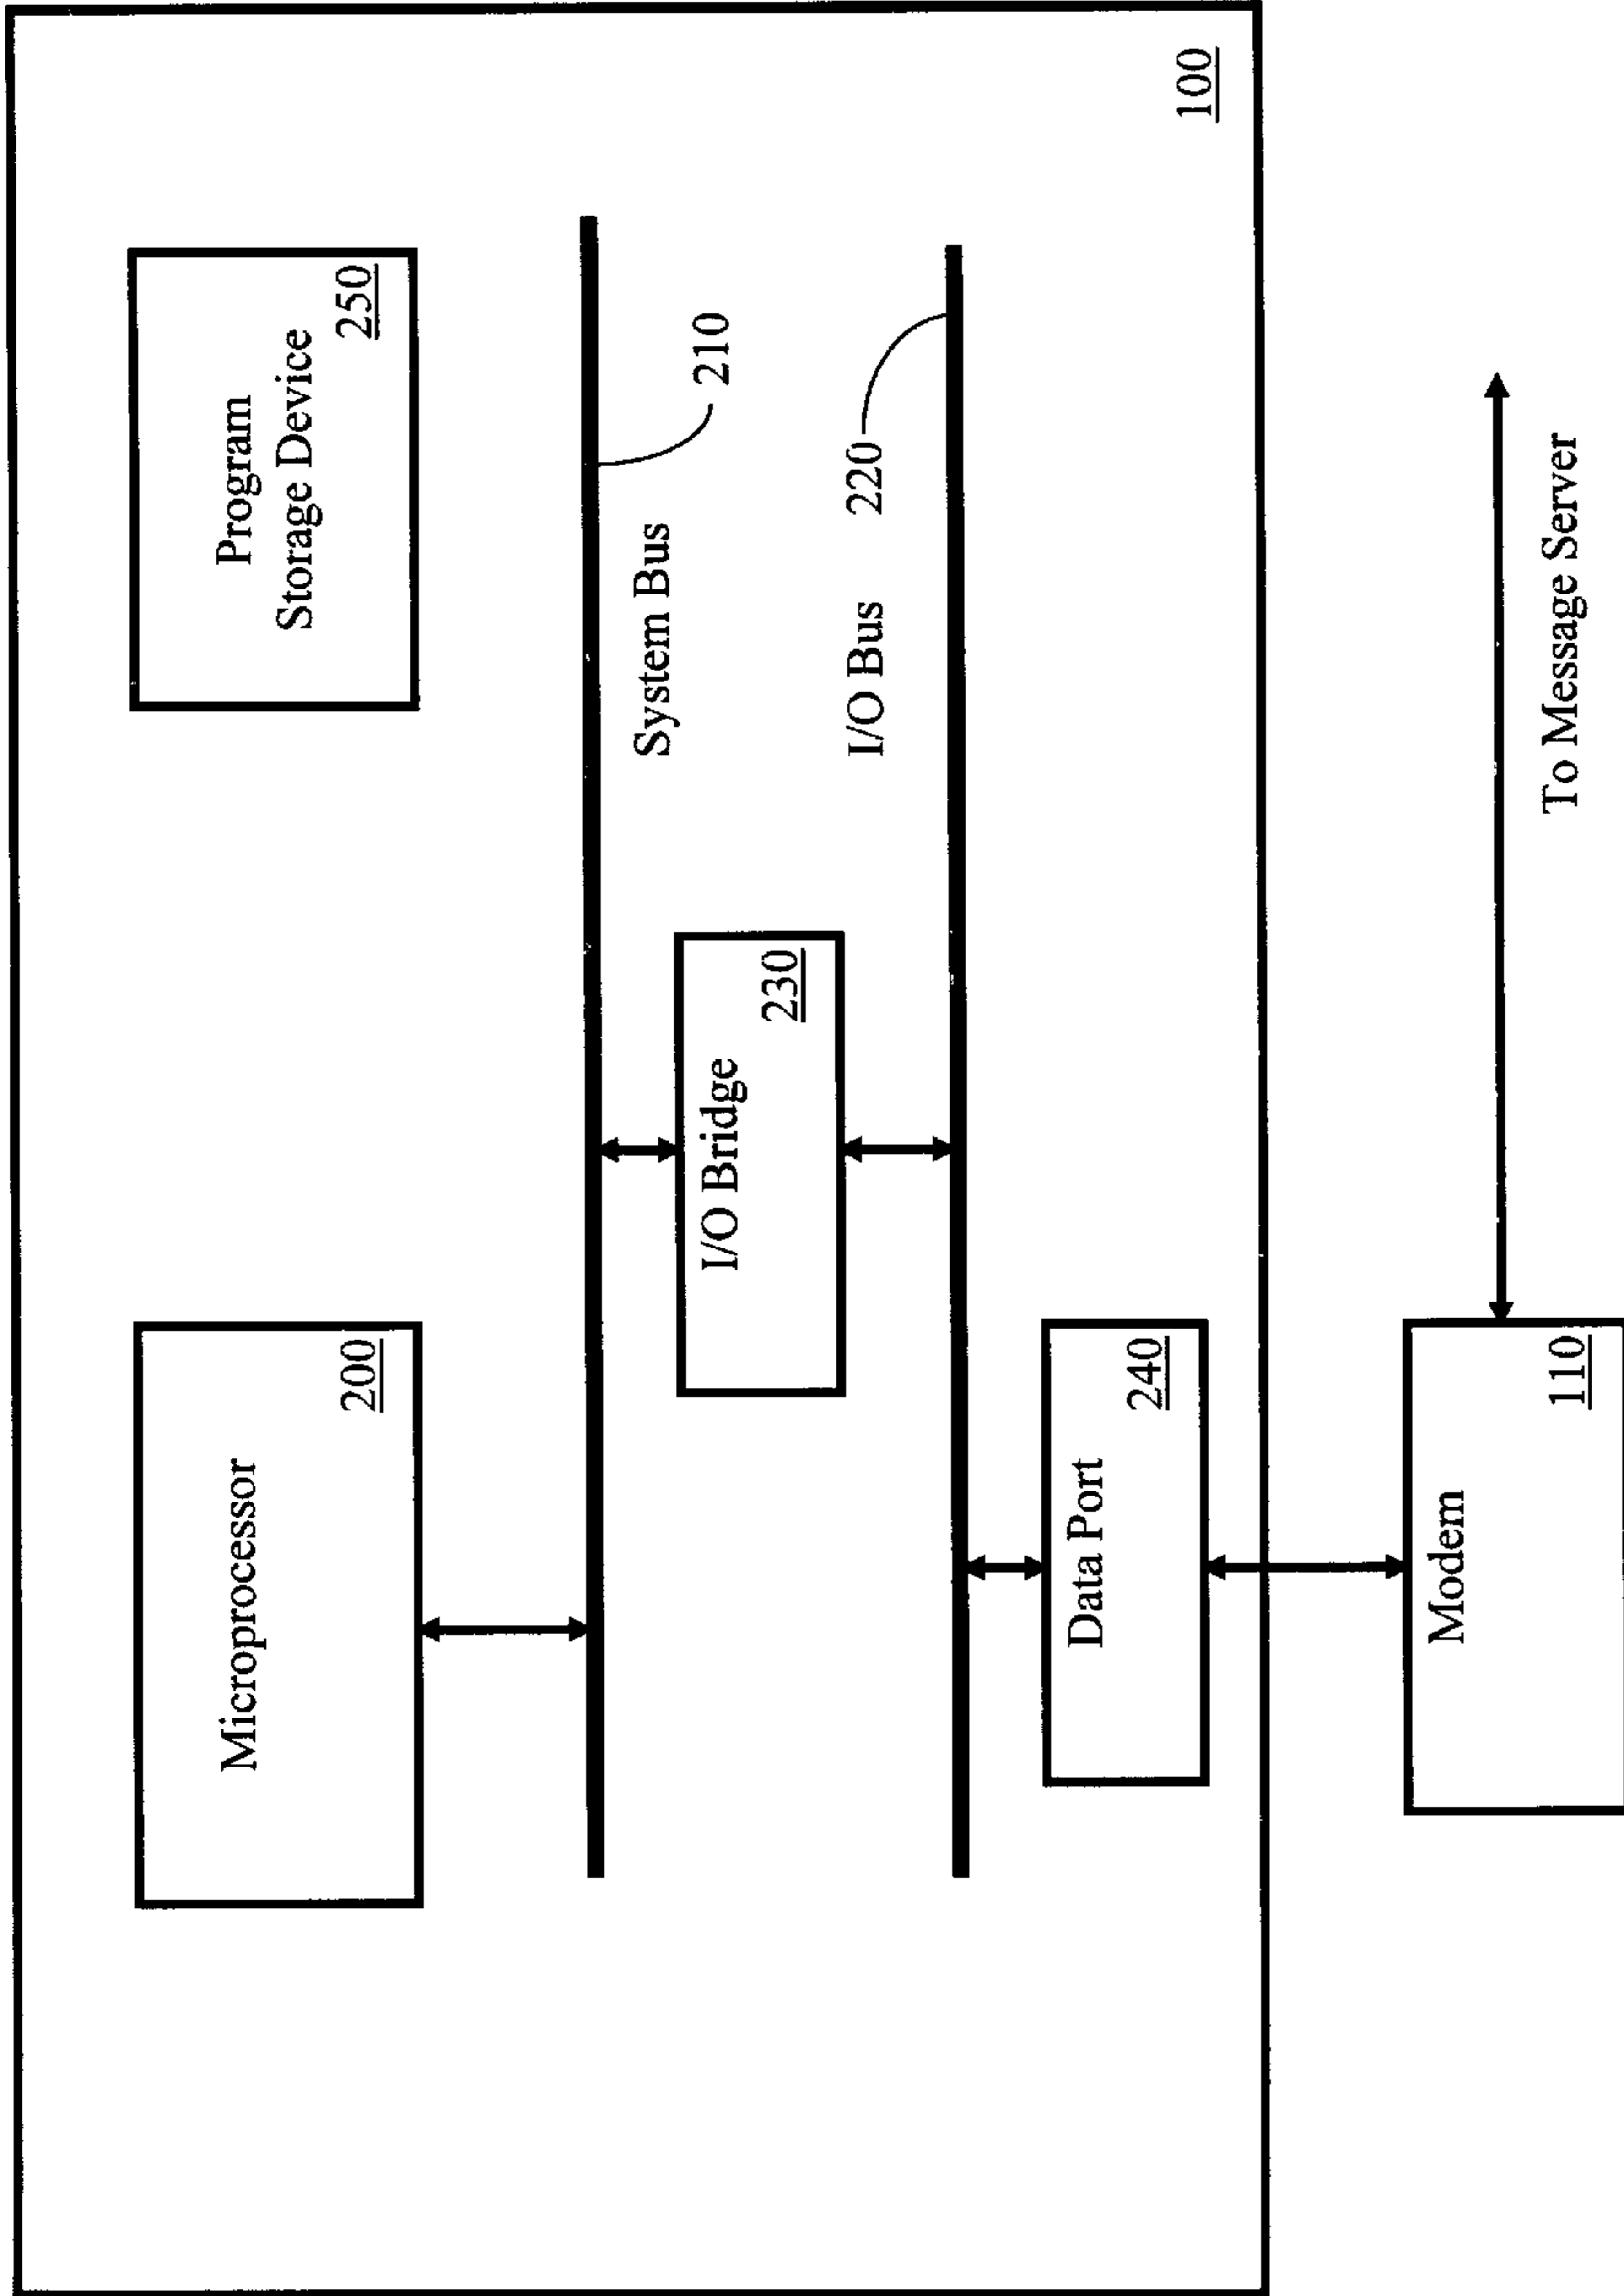 Microprocessor
200
Program
Storage Device
250
System Bus
210
I/O Bridge
230
I/O Bus
220
Data Port
240
100
Modem
110
To Message Server